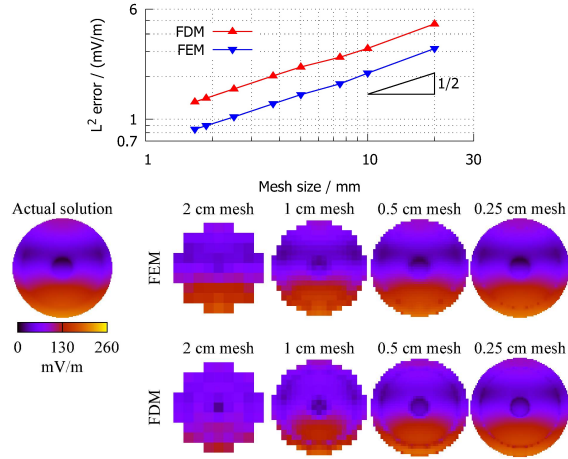 6
FDM
FEM
L² error / (mV/m)
1/2
1
0.7
1
10
30
Mesh size / mm
Actual solution
2 cm mesh
1 cm mesh
0.5 cm mesh
0.25 cm mesh
FEM
0
130
260
mV/m
2 cm mesh
1 cm mesh
0.5 cm mesh
0.25 cm mesh
FDM